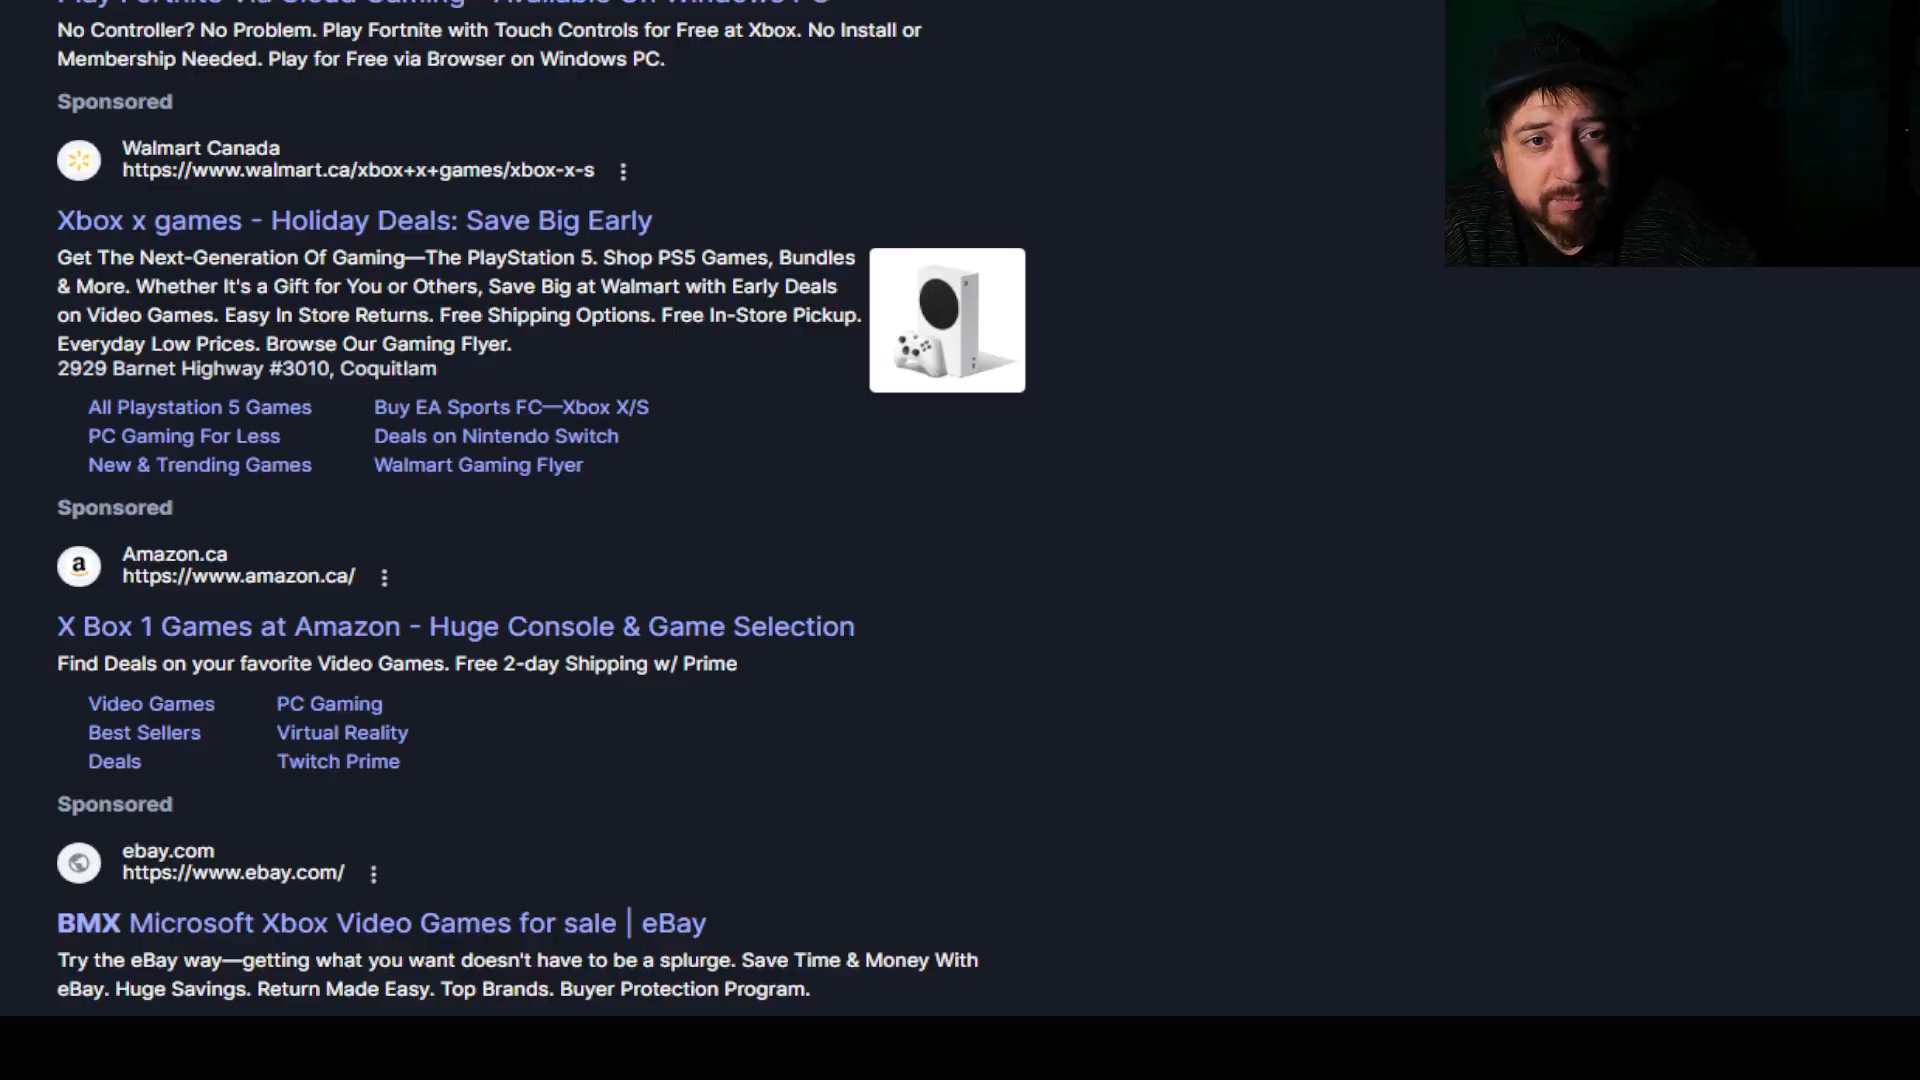 Play Fortnite Via Cloud Gaming - Available On Windows PC
No Controller? No Problem. Play Fornite with Touch Controls for Free at Xbox. No Install or
Membership Needed. Play for Free via Browser on Windows PC.
Sponsored
Walmart Canada
https://www.walmart.ca/xbox+x+games/xbox-x-s
Xbox x games - Holiday Deals: Save Big Early
Get The Next-Generation Of Gaming—The PlayStation 5. Shop PS5 Games, Bundles
& More. Whether It's a Gift for You or Others, Save Big at Walmart with Early Deals
on Video Games. Easy In Store Returns. Free Shipping Options. Free In-Store Pickup.
Everyday Low Prices. Browse Our Gaming Flyer.
2929 Barnet Highway #3010, Coquitlam
All Playstation 5 Games
Buy EA Sports FC—Xbox X/S
PC Gaming For Less
Deals on Nintendo Switch
New & Trending Games
Walmart Gaming Flyer
Sponsored
a
Amazon.ca
https://www.amazon.ca/
X Box 1 Games at Amazon - Huge Console & Game Selection
Find Deals on your favorite Video Games. Free 2-day Shipping w/ Prime
Video Games
PC Gaming
Best Sellers
Virtual Reality
Deals
Twitch Prime
Sponsored
ebay.com
https://www.ebay.com/
BMX Microsoft Xbox Video Games for sale | eBay
Try the eBay way—getting what you want doesn't have to be a splurge. Save Time & Money With
eBay. Huge Savings. Return Made Easy. Top Brands. Buyer Protection Program.